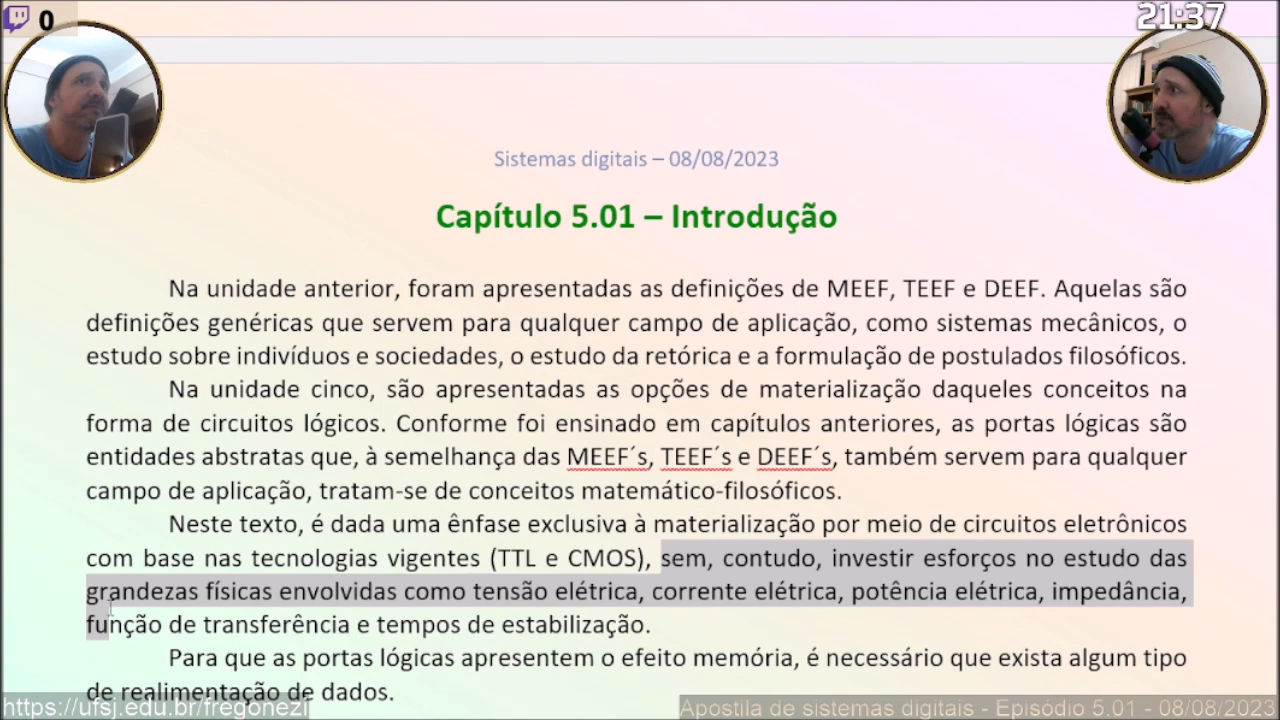 0
21:37
Sistemas digitais – 08/08/2023
Capítulo 5.01 – Introdução
Na unidade anterior, foram apresentadas as definições de MEEF, TEEF e DEEF. Aquelas são
definições genéricas que servem para qualquer campo de aplicação, como sistemas mecânicos, o
estudo sobre indivíduos e sociedades, o estudo da retórica e a formulação de postulados filosóficos.
Na unidade cinco, são apresentadas as opções de materialização daqueles conceitos na
forma de circuitos lógicos. Conforme foi ensinado em capítulos anteriores, as portas lógicas são
entidades abstratas que, à semelhança das MEEF´s, TEEF´s e DEEF´s, também servem para qualquer
campo de aplicação, tratam-se de conceitos matemático-filosóficos.
Neste texto, é dada uma ênfase exclusiva à materialização por meio de circuitos eletrônicos
com base nas tecnologias vigentes (TTL e CMOS), sem, contudo, investir esforços no estudo das
grandezas físicas envolvidas como tensão elétrica, corrente elétrica, potência elétrica, impedância,
função de transferência e tempos de estabilização.
Para que as portas lógicas apresentem o efeito memória, é necessário que exista algum tipo
de realimentação de dados.
https://ufsj.edu.br/fregonezi
Apostila de sistemas digitais - Episódio 5.01 - 08/08/2023